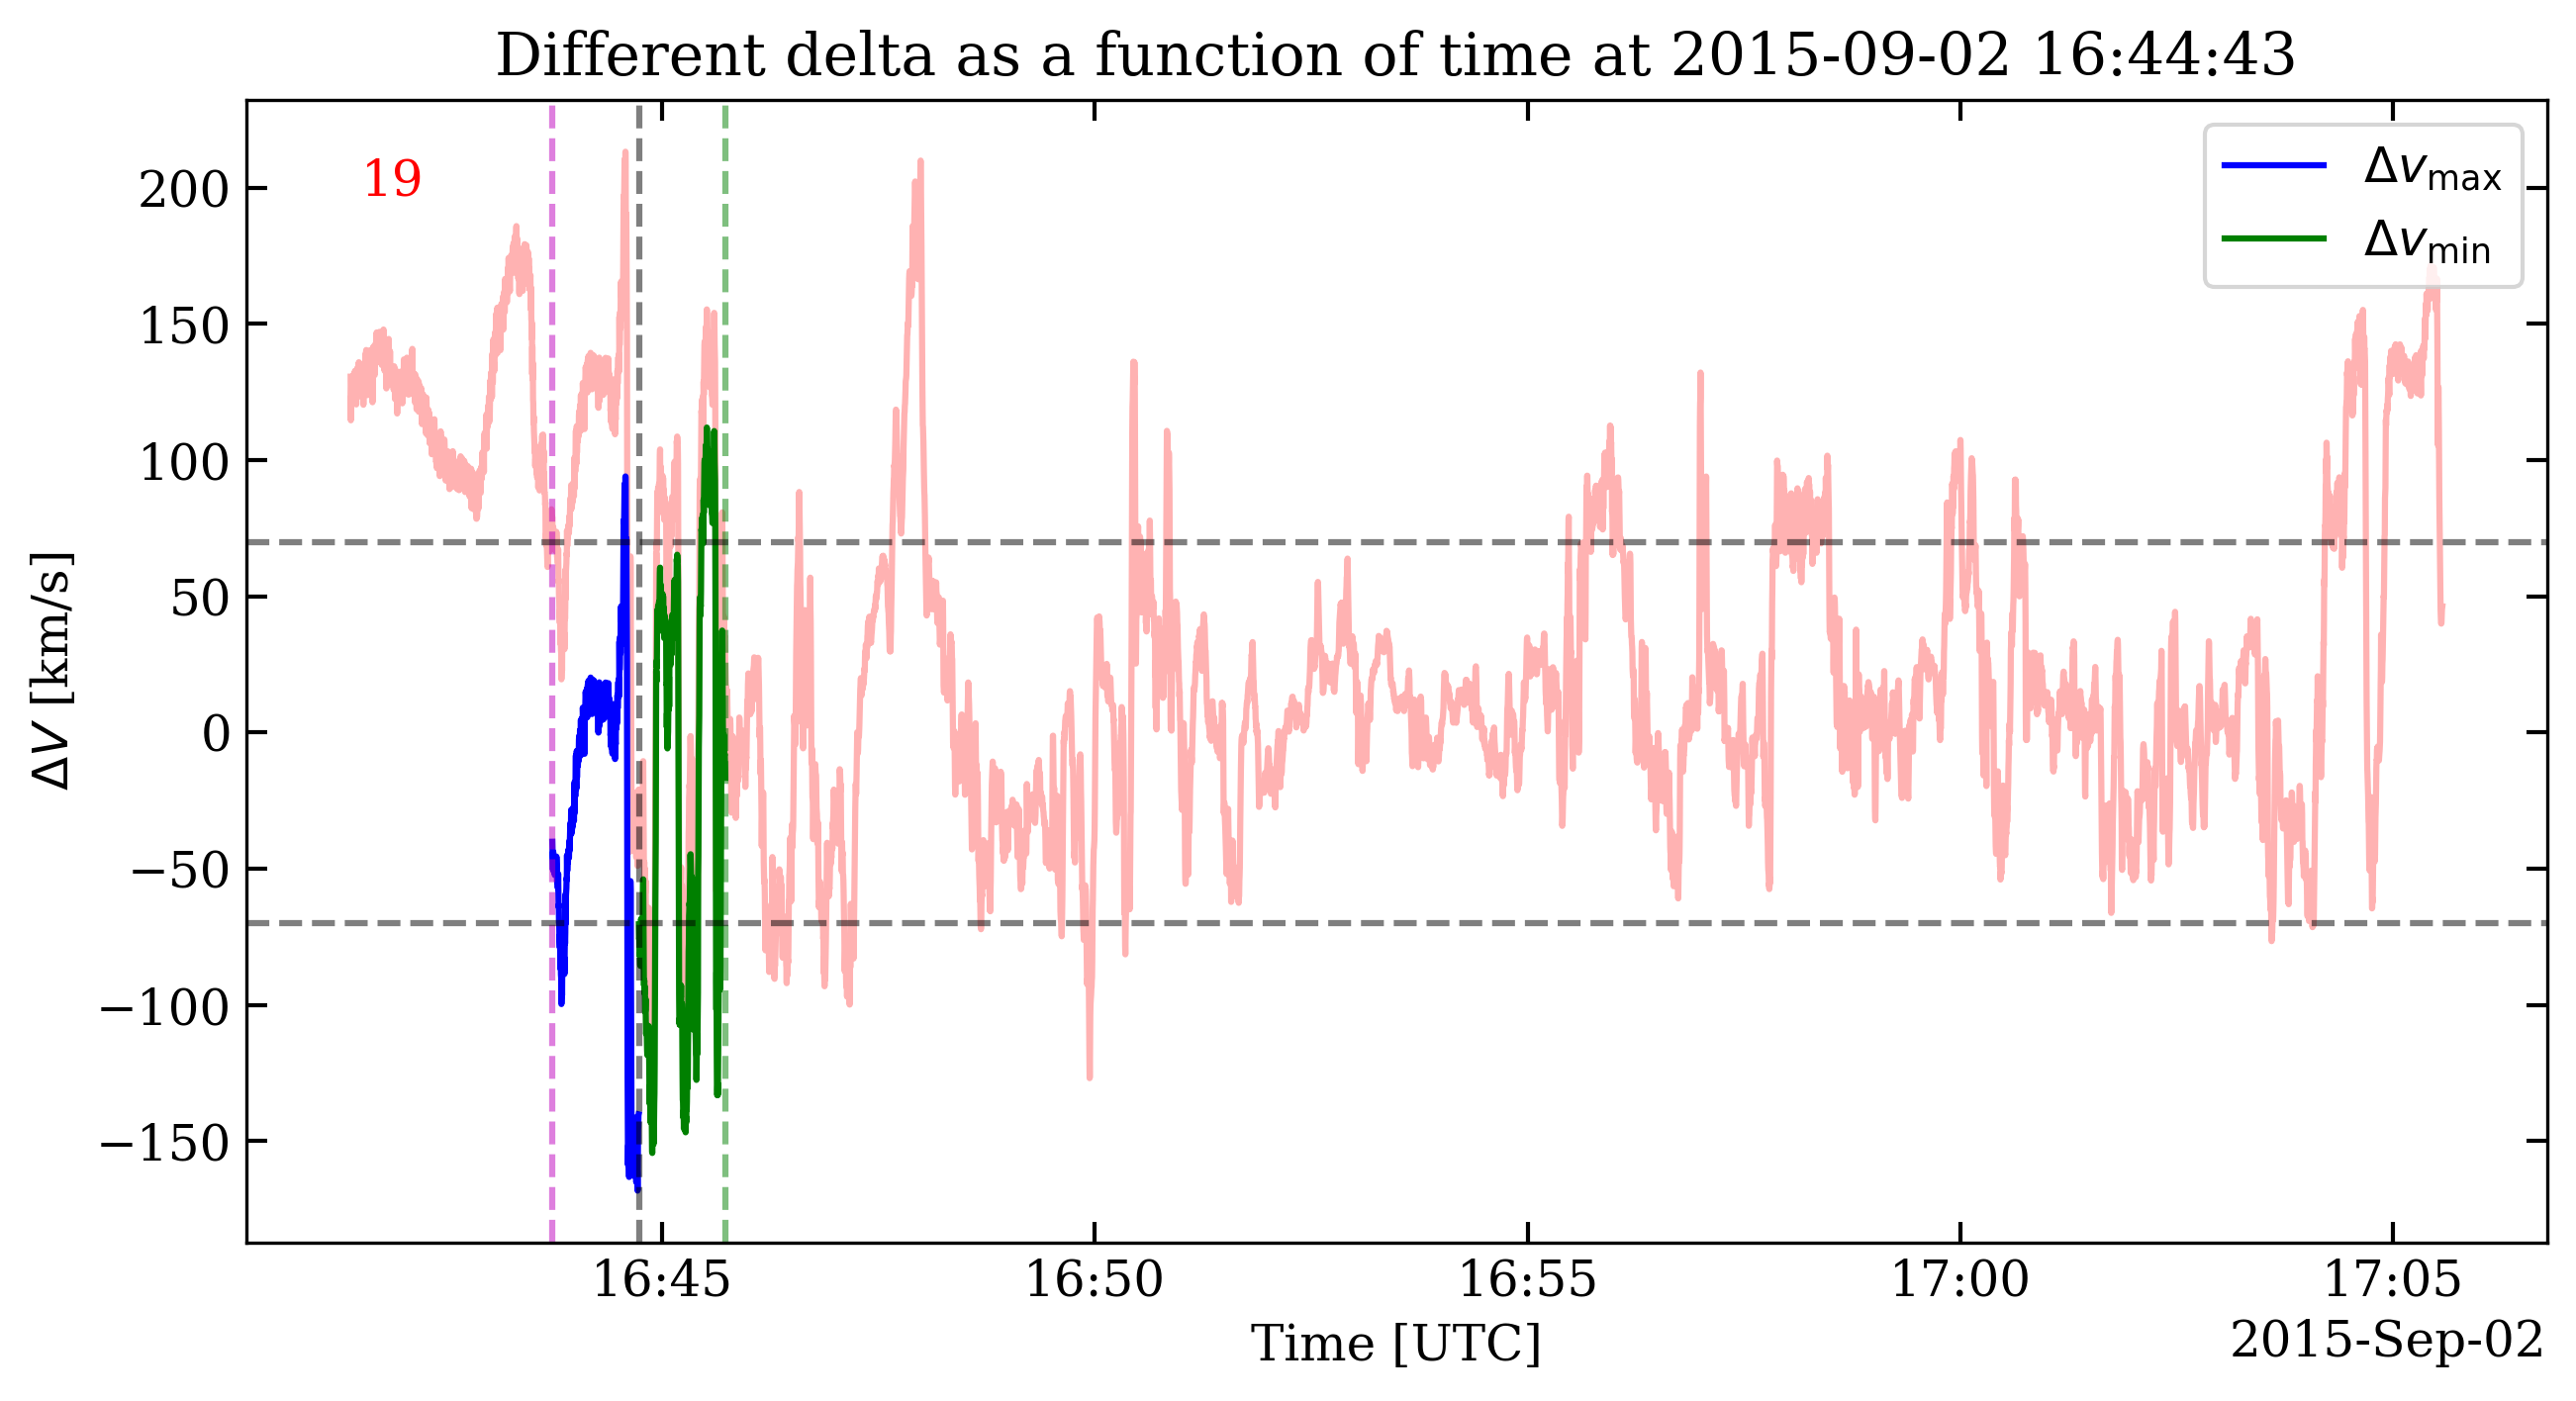 Different delta as a function of time at 2015-09-02 16:44:43
19
Δv_max
Δv_min
ΔV [km/s]
200
150
100
50
0
−50
−100
−150
16:45
16:50
16:55
17:00
17:05
Time [UTC]
2015-Sep-02